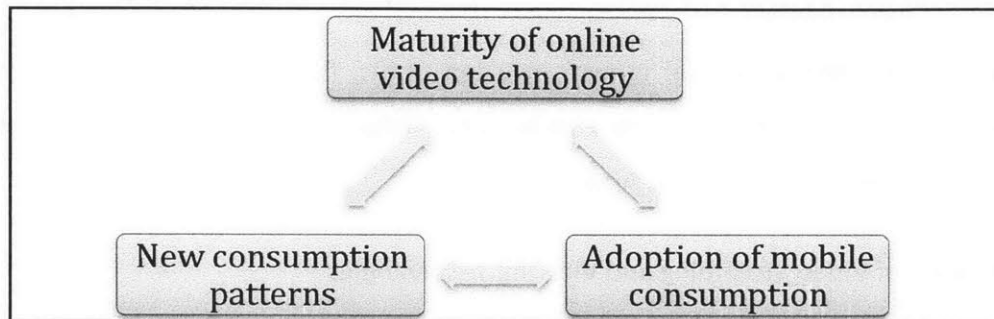 Maturity of online
video technology
New consumption
patterns
Adoption of mobile
consumption